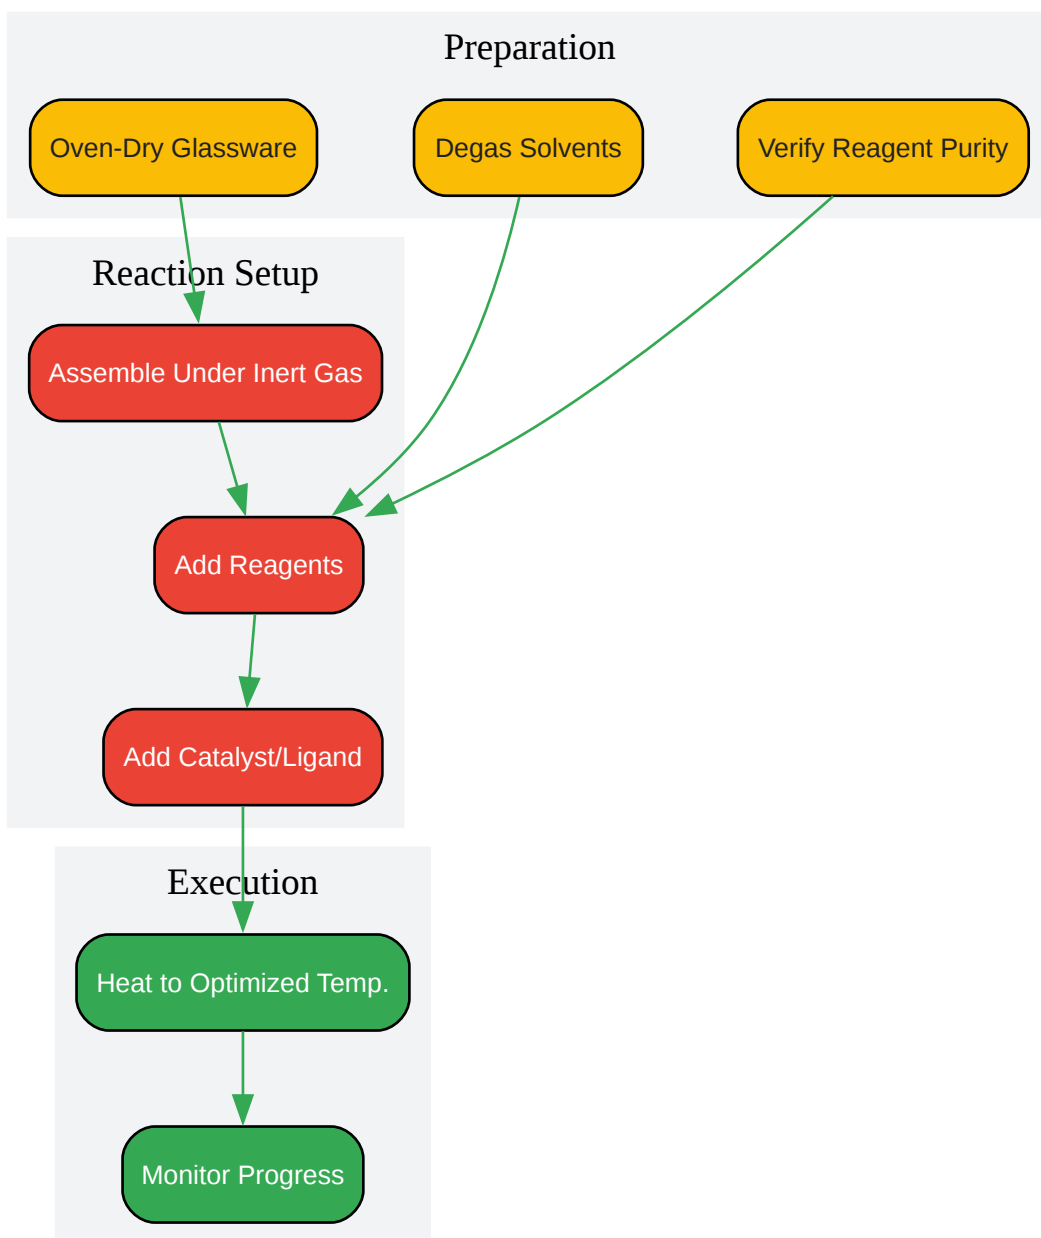 Preparation
Oven-Dry Glassware
Degas Solvents
Verify Reagent Purity
Reaction Setup
Assemble Under Inert Gas
Add Reagents
Add Catalyst/Ligand
Execution
Heat to Optimized Temp.
Monitor Progress